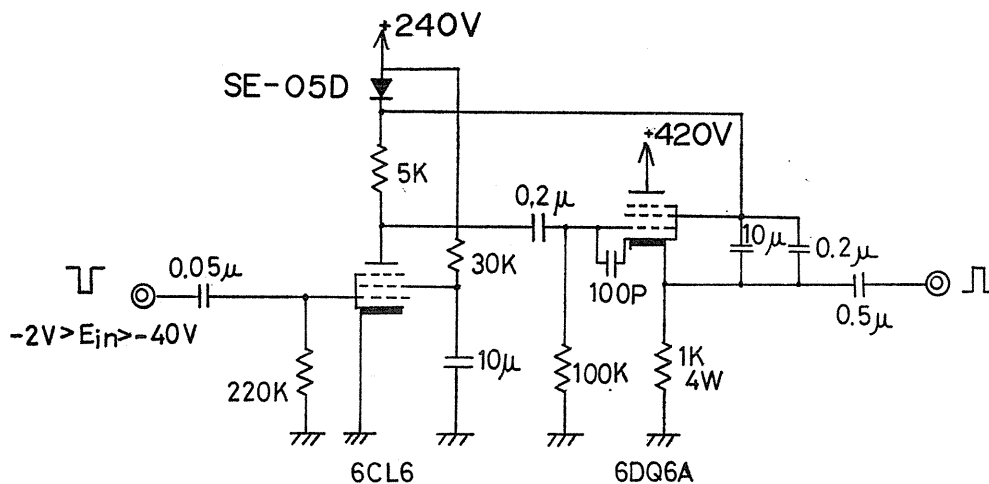 +240V
SE-05D
+420V
5K
0.2μ
10μ
0.2μ
30K
0.05μ
100P
0.5μ
-2V>Ein>-40V
10μ
1K
4W
220K
100K
6CL6
6DQ6A